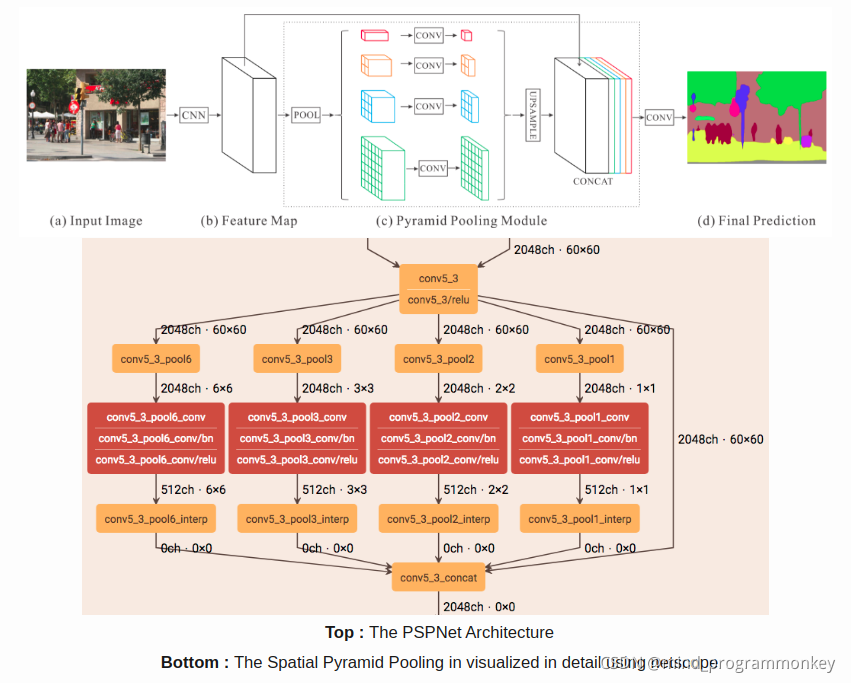 CNN
POOL
CONV
CONV
CONV
CONV
UPSAMPLE
CONCAT
CONV
(a) Input Image
(b) Feature Map
(c) Pyramid Pooling Module
(d) Final Prediction
2048ch · 60×60
conv5_3
conv5_3/relu
2048ch · 60×60
2048ch · 60×60
2048ch · 60×60
2048ch · 60×60
conv5_3_pool6
conv5_3_pool3
conv5_3_pool2
conv5_3_pool1
2048ch · 6×6
2048ch · 3×3
2048ch · 2×2
2048ch · 1×1
conv5_3_pool6_conv
conv5_3_pool3_conv
conv5_3_pool2_conv
conv5_3_pool1_conv
conv5_3_pool6_conv/bn
conv5_3_pool3_conv/bn
conv5_3_pool2_conv/bn
conv5_3_pool1_conv/bn
2048ch · 60×60
conv5_3_pool6_conv/relu
conv5_3_pool3_conv/relu
conv5_3_pool2_conv/relu
conv5_3_pool1_conv/relu
512ch · 6×6
512ch · 3×3
512ch · 2×2
512ch · 1×1
conv5_3_pool6_interp
conv5_3_pool3_interp
conv5_3_pool2_interp
conv5_3_pool1_interp
0ch · 0×0
0ch · 0×0
0ch · 0×0
0ch · 0×0
conv5_3_concat
2048ch · 0×0
Top : The PSPNet Architecture
Bottom : The Spatial Pyramid Pooling in visualized in detail using netscope